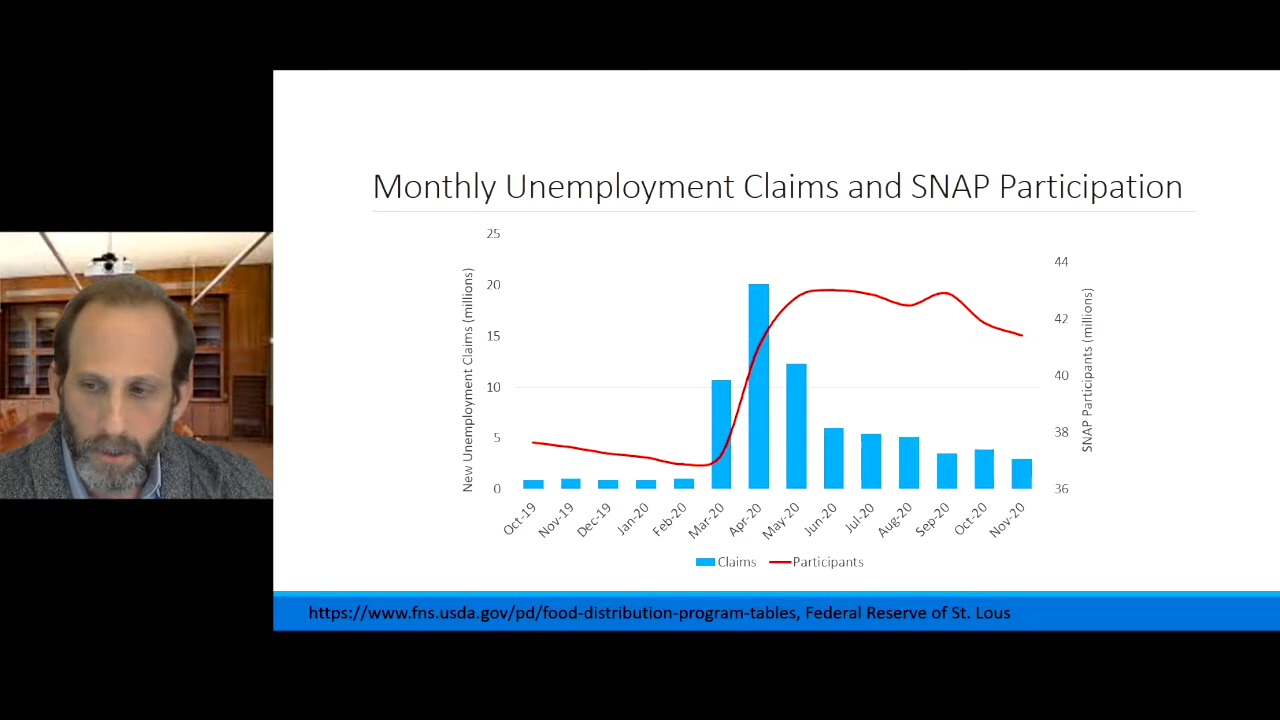 Monthly Unemployment Claims and SNAP Participation
25
20
15
10
5
0
New Unemployment Claims (millions)
44
42
40
38
36
SNAP Participants (millions)
Oct-19
Nov-19
Dec-19
Jan-20
Feb-20
Mar-20
Apr-20
May-20
Jun-20
Jul-20
Aug-20
Sep-20
Oct-20
Nov-20
Claims
Participants
https://www.fns.usda.gov/pd/food-distribution-program-tables, Federal Reserve of St. Lous